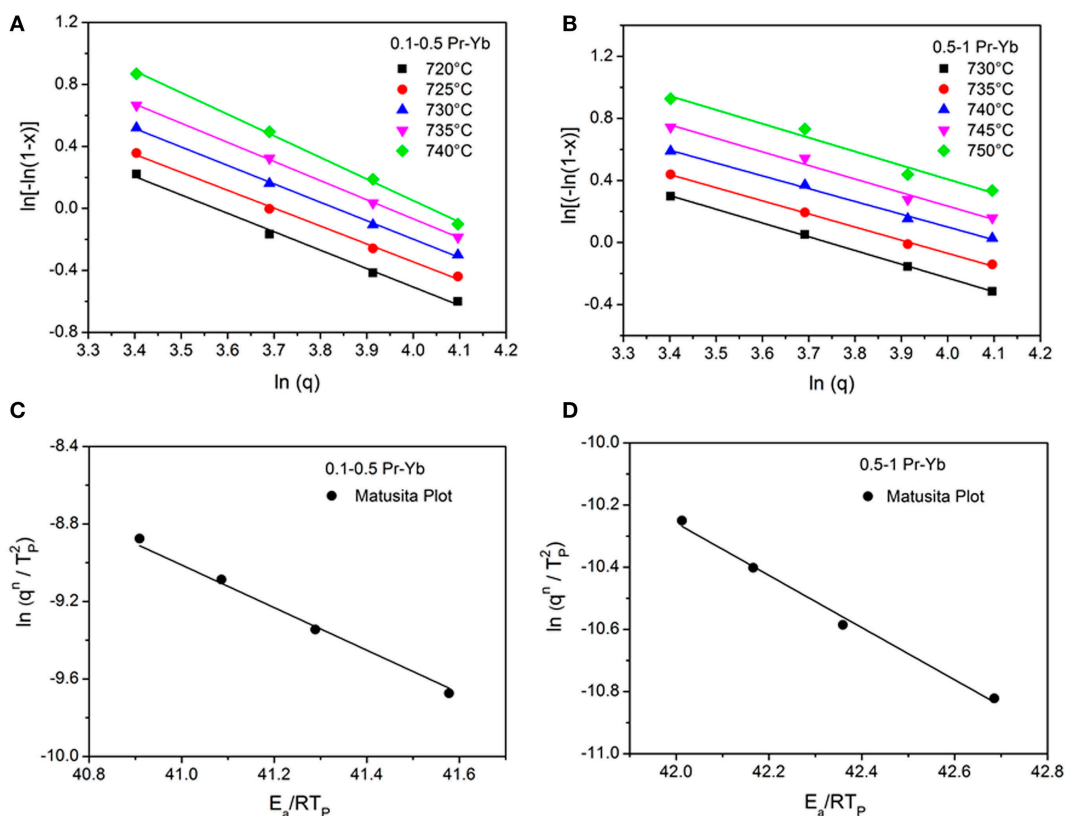 A
0.1-0.5 Pr-Yb
720°C
725°C
730°C
735°C
740°C
ln[-ln(1-x)]
1.2
0.8
0.4
0.0
-0.4
-0.8
3.3 3.4 3.5 3.6 3.7 3.8 3.9 4.0 4.1 4.2
ln (q)
B
0.5-1 Pr-Yb
730°C
735°C
740°C
745°C
750°C
ln[(-ln(1-x)]
1.2
0.8
0.4
0.0
-0.4
3.3 3.4 3.5 3.6 3.7 3.8 3.9 4.0 4.1 4.2
ln (q)
C
0.1-0.5 Pr-Yb
Matusita Plot
ln (qⁿ / T_P²)
-8.4
-8.8
-9.2
-9.6
-10.0
40.8 41.0 41.2 41.4 41.6
E_a/RT_P
D
0.5-1 Pr-Yb
Matusita Plot
ln (qⁿ / T_P²)
-10.0
-10.2
-10.4
-10.6
-10.8
-11.0
42.0 42.2 42.4 42.6 42.8
E_a/RT_P